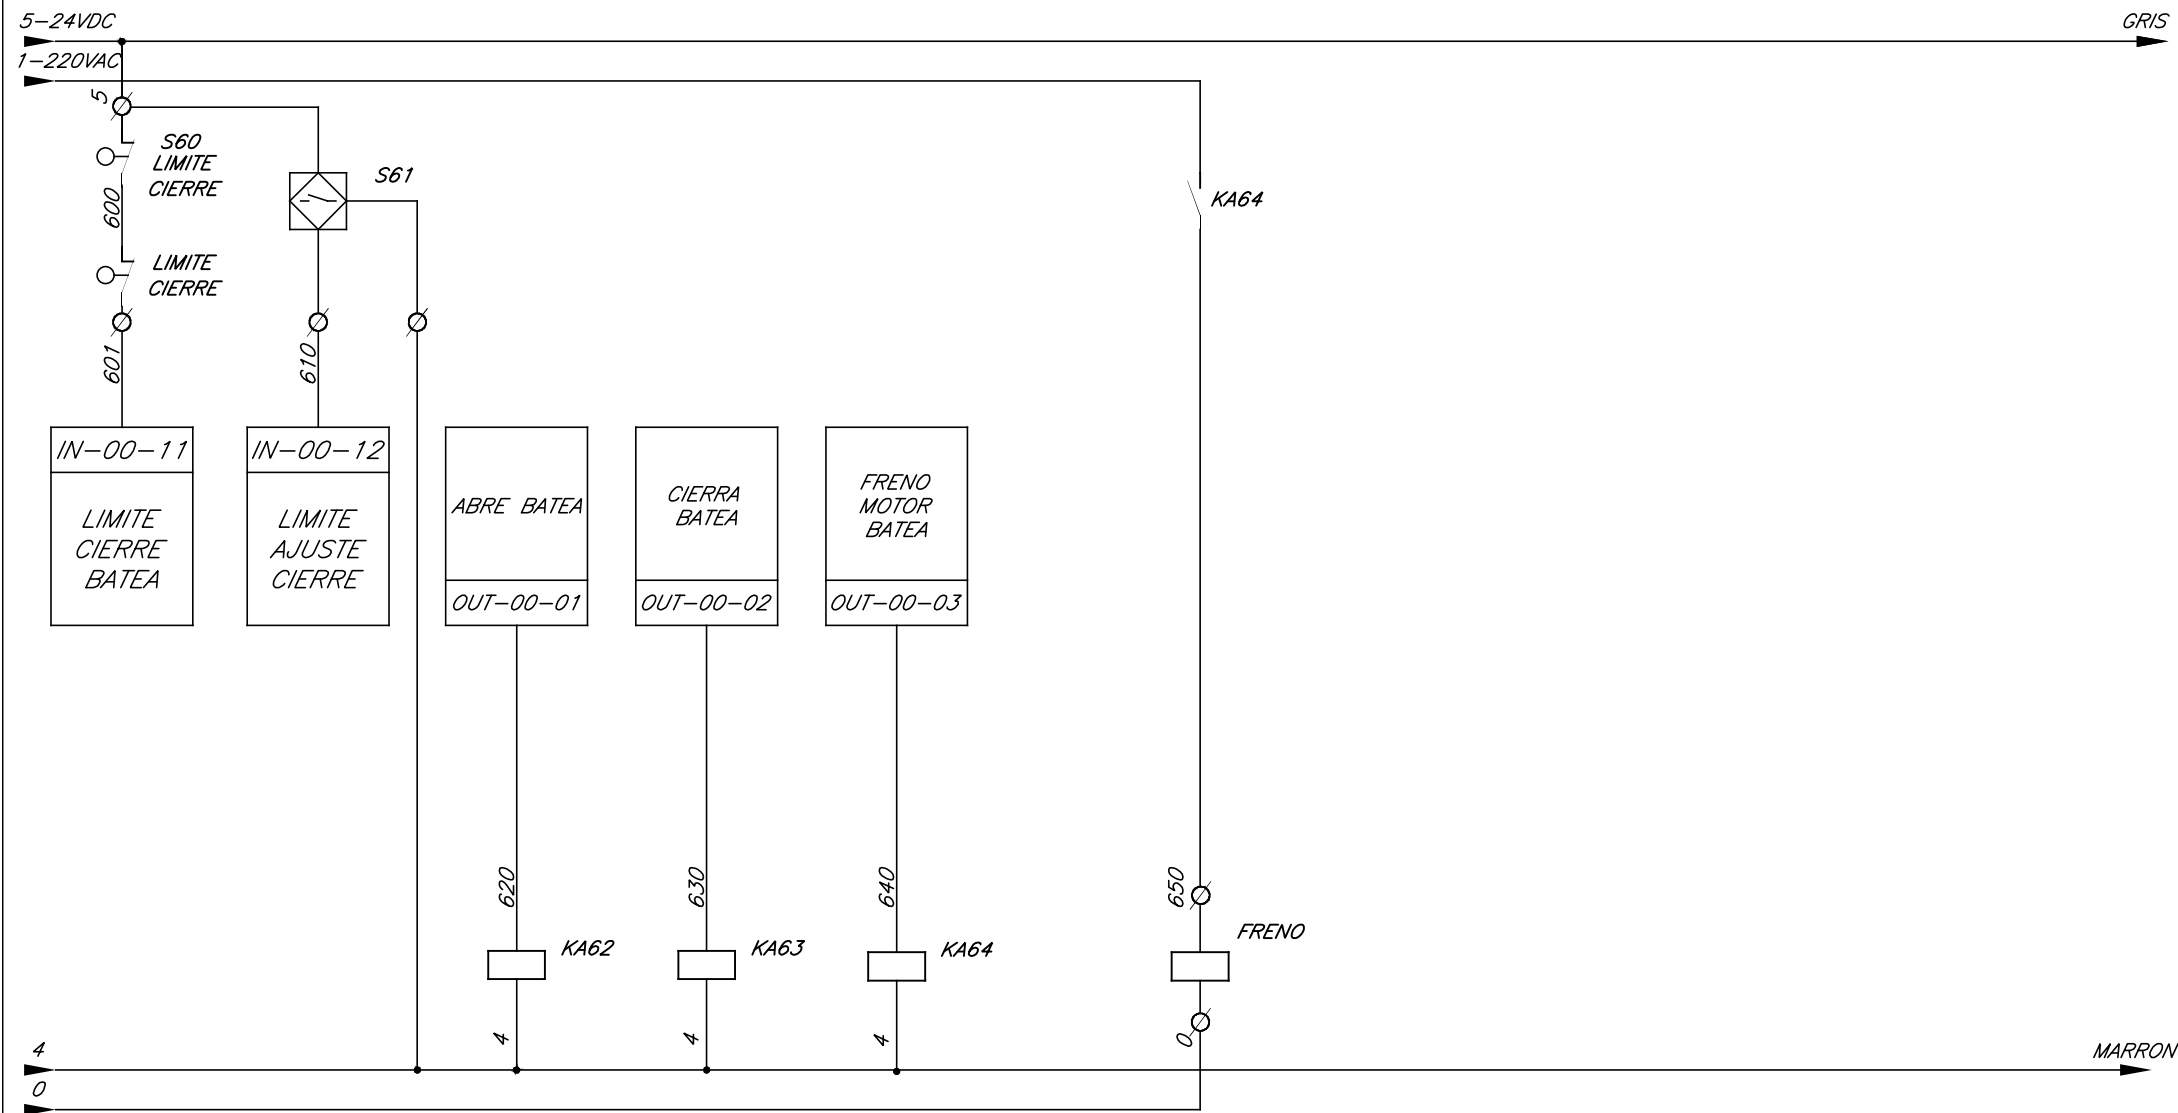 5-24VDC
GRIS
1-220VAC
5
S60
LIMITE
CIERRE
S61
KA64
600
LIMITE
CIERRE
601
610
IN-00-11
IN-00-12
LIMITE
CIERRE
BATEA
LIMITE
AJUSTE
CIERRE
ABRE BATEA
CIERRA
BATEA
FRENO
MOTOR
BATEA
OUT-00-01
OUT-00-02
OUT-00-03
620
630
640
650
KA62
KA63
KA64
FRENO
4
4
4
0
4
MARRON
0